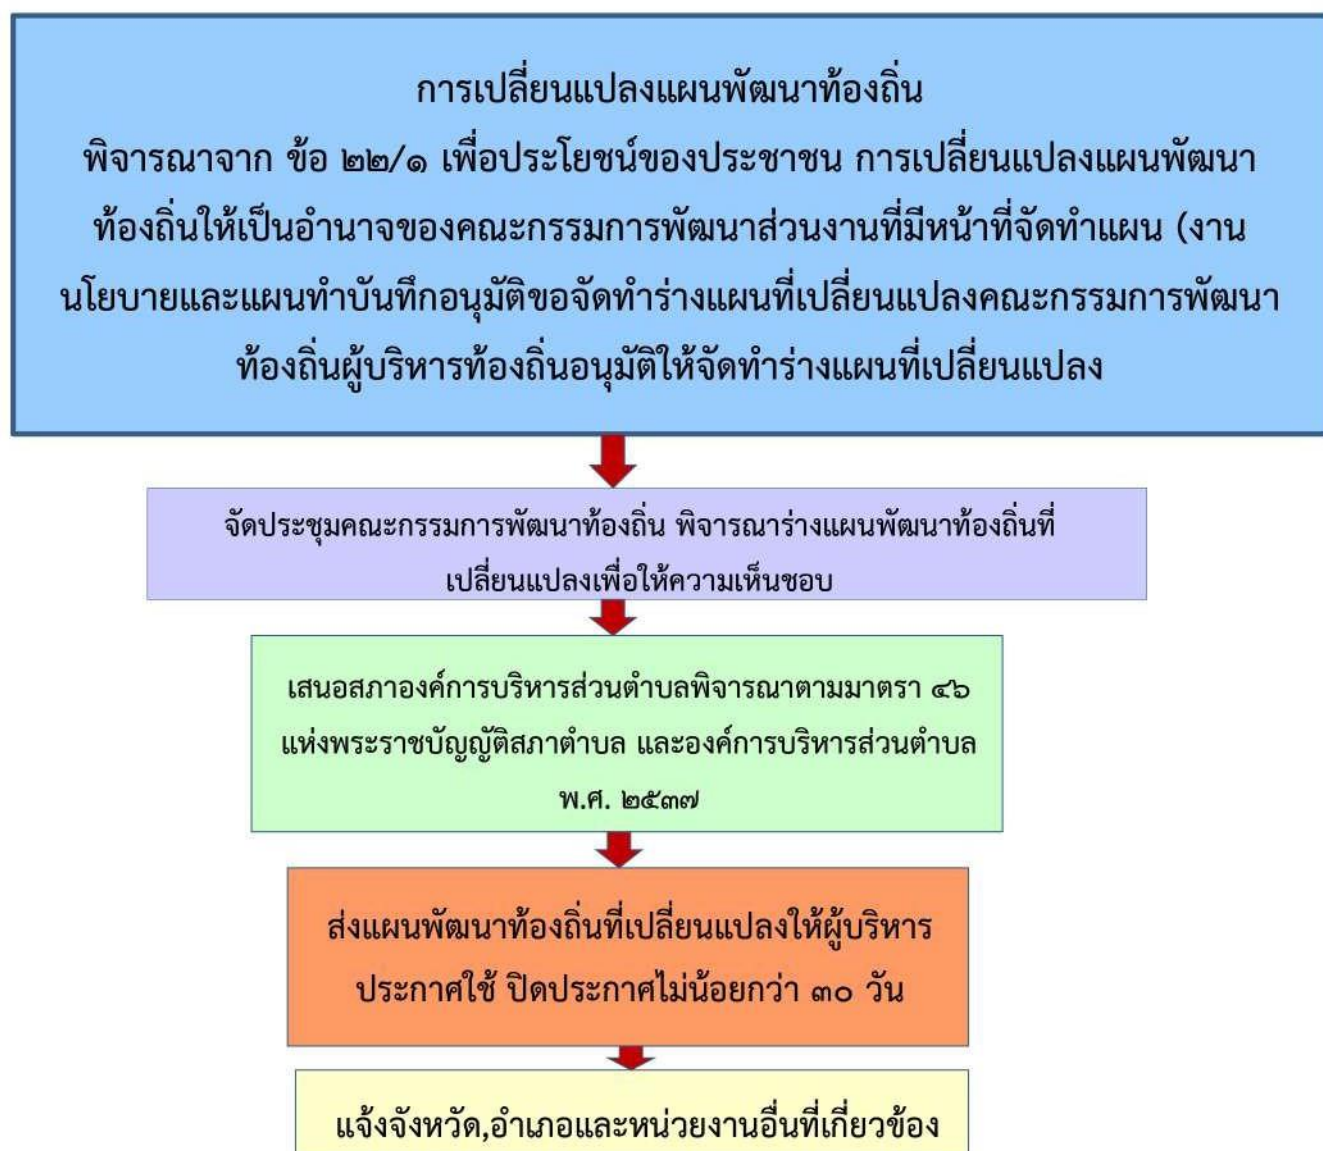 การเปลี่ยนแปลงแผนพัฒนาท้องถิ่น
พิจารณาจาก ข้อ ๒๒/๑ เพื่อประโยชน์ของประชาชน การเปลี่ยนแปลงแผนพัฒนา
ท้องถิ่นให้เป็นอำนาจของคณะกรรมการพัฒนาส่วนงานที่มีหน้าที่จัดทำแผน (งาน
นโยบายและแผนทำบันทึกอนุมัติขอจัดทำร่างแผนที่เปลี่ยนแปลงคณะกรรมการพัฒนา
ท้องถิ่นผู้บริหารท้องถิ่นอนุมัติให้จัดทำร่างแผนที่เปลี่ยนแปลง
จัดประชุมคณะกรรมการพัฒนาท้องถิ่น พิจารณาร่างแผนพัฒนาท้องถิ่นที่
เปลี่ยนแปลงเพื่อให้ความเห็นชอบ
เสนอสภาองค์การบริหารส่วนตำบลพิจารณาตามมาตรา ๔๖
แห่งพระราชบัญญัติสภาตำบล และองค์การบริหารส่วนตำบล
พ.ศ. ๒๕๓๗
ส่งแผนพัฒนาท้องถิ่นที่เปลี่ยนแปลงให้ผู้บริหาร
ประกาศใช้ ปิดประกาศไม่น้อยกว่า ๓๐ วัน
แจ้งจังหวัด,อำเภอและหน่วยงานอื่นที่เกี่ยวข้อง